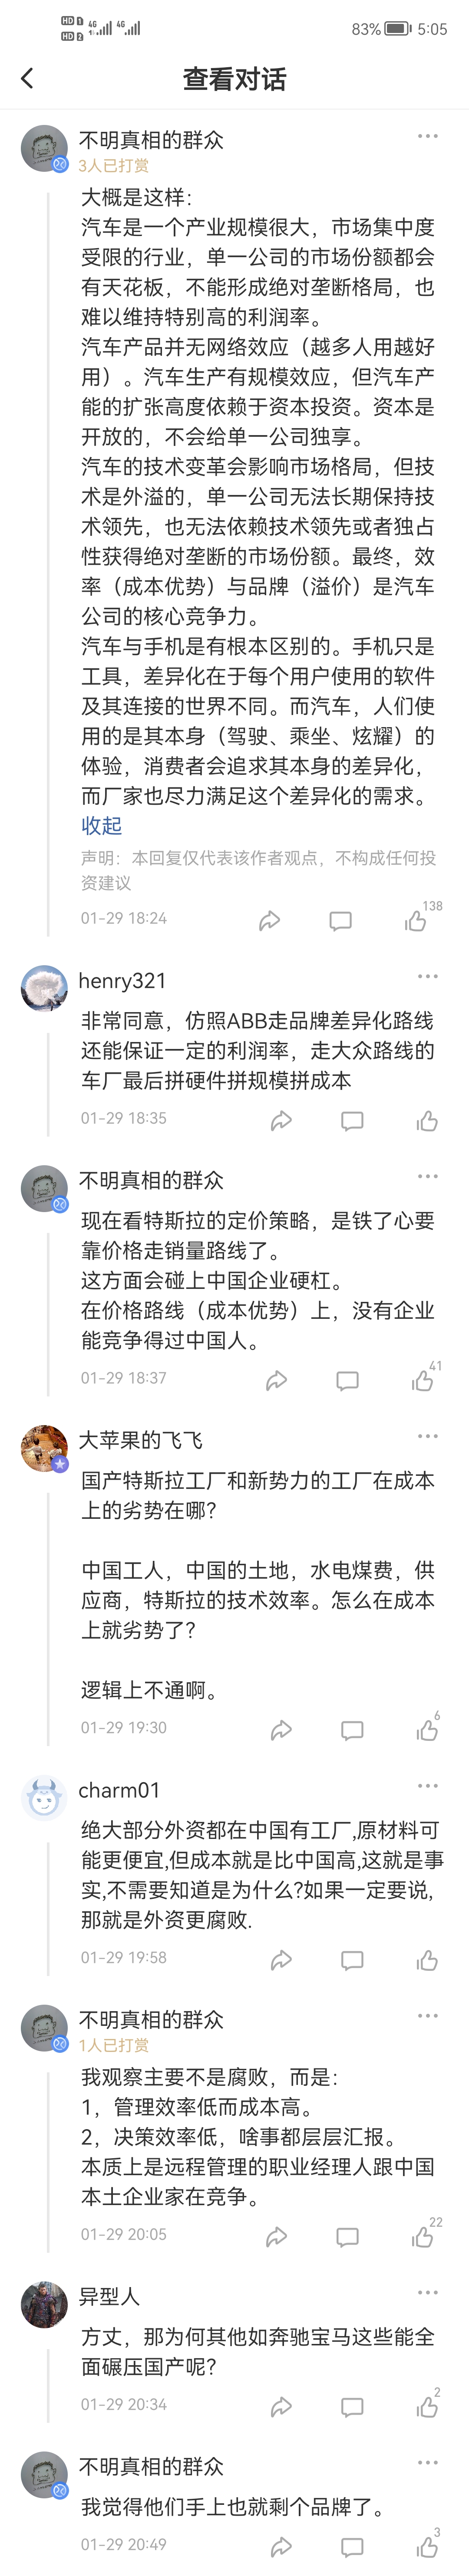 HD 1 4G 4G
HD 2
83% 5:05
查看对话
不明真相的群众
3人已打赏
大概是这样:
汽车是一个产业规模很大，市场集中度
受限的行业，单一公司的市场份额都会
有天花板，不能形成绝对垄断格局，也
难以维持特别高的利润率。
汽车产品并无网络效应（越多人用越好
用）。汽车生产有规模效应，但汽车产
能的扩张高度依赖于资本投资。资本是
开放的，不会给单一公司独享。
汽车的技术变革会影响市场格局，但技
术是外溢的，单一公司无法长期保持技
术领先，也无法依赖技术领先或者独占
性获得绝对垄断的市场份额。最终，效
率（成本优势）与品牌（溢价）是汽车
公司的核心竞争力。
汽车与手机是有根本区别的。手机只是
工具，差异化在于每个用户使用的软件
及其连接的世界不同。而汽车，人们使
用的是其本身（驾驶、乘坐、炫耀）的
体验，消费者会追求其本身的差异化，
而厂家也尽力满足这个差异化的需求。
收起
声明：本回复仅代表该作者观点，不构成任何投
资建议
01-29 18:24 138
henry321
非常同意，仿照ABB走品牌差异化路线
还能保证一定的利润率，走大众路线的
车厂最后拼硬件拼规模拼成本
01-29 18:35
不明真相的群众
现在看特斯拉的定价策略，是铁了心要
靠价格走销量路线了。
这方面会碰上中国企业硬杠。
在价格路线（成本优势）上，没有企业
能竞争得过中国人。
01-29 18:37 41
大苹果的飞飞
国产特斯拉工厂和新势力的工厂在成本
上的劣势在哪?
中国工人，中国的土地，水电煤费，供
应商，特斯拉的技术效率。怎么在成本
上就劣势了?
逻辑上不通啊。
01-29 19:30 6
charm01
绝大部分外资都在中国有工厂,原材料可
能更便宜,但成本就是比中国高,这就是事
实,不需要知道是为什么?如果一定要说,
那就是外资更腐败.
01-29 19:58
不明真相的群众
1人已打赏
我观察主要不是腐败，而是:
1，管理效率低而成本高。
2，决策效率低，啥事都层层汇报。
本质上是远程管理的职业经理人跟中国
本土企业家在竞争。
01-29 20:05 22
异型人
方丈，那为何其他如奔驰宝马这些能全
面碾压国产呢?
01-29 20:34 2
不明真相的群众
我觉得他们手上也就剩个品牌了。
01-29 20:49 3